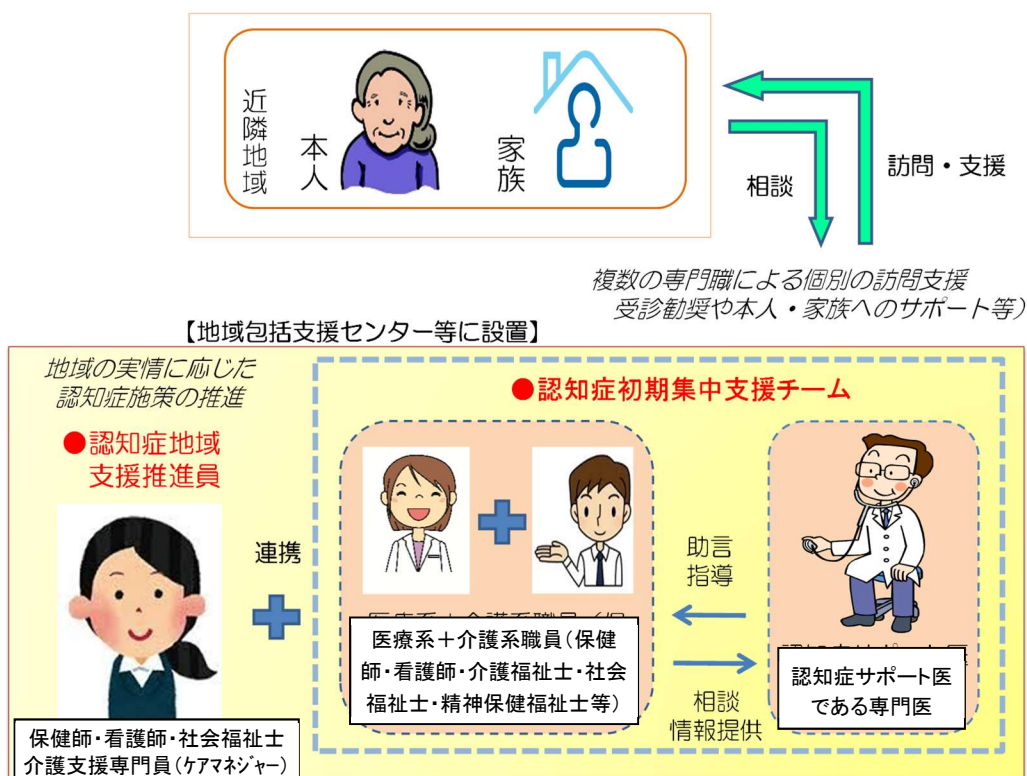 近隣地域
本人
家族
相談
訪問・支援
複数の専門職による個別の訪問支援
受診勧奨や本人・家族へのサポート等）
【地域包括支援センター等に設置】
地域の実情に応じた
認知症施策の推進
●認知症地域
支援推進員
連携
保健師・看護師・社会福祉士
介護支援専門員（ケアマネジャー）
●認知症初期集中支援チーム
医療系＋介護系職員（保健
師・看護師・介護福祉士・社会
福祉士・精神保健福祉士等）
助言
指導
相談
情報提供
認知症サポート医
である専門医